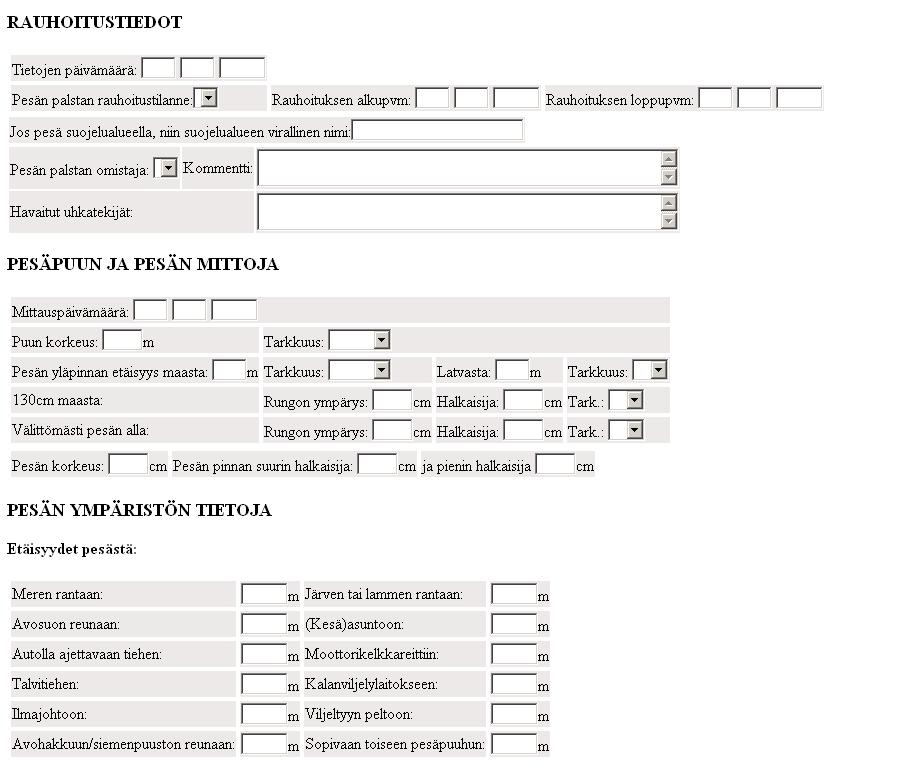 RAUHOITUSTIEDOT
Tietojen päivämäärä:
Pesän palstan rauhoitustilanne: Rauhoituksen alkupvm: Rauhoituksen loppupvm:
Jos pesä suojelualueella, niin suojelualueen virallinen nimi:
Pesän palstan omistaja: Kommentti:
Havaitut uhkatekijät:
PESÄPUUN JA PESÄN MITTOJA
Mittauspäivämäärä:
Puun korkeus: m Tarkkuus:
Pesän yläpinnan etäisyys maasta: m Tarkkuus: Latvasta: m Tarkkuus:
130cm maasta: Rungon ympärys: cm Halkaisija: cm Tark.:
Välittömästi pesän alla: Rungon ympärys: cm Halkaisija: cm Tark.:
Pesän korkeus: cm Pesän pinnan suurin halkaisija: cm ja pienin halkaisija cm
PESÄN YMPÄRISTÖN TIETOJA
Etäisyydet pesästä:
Meren rantaan: m Järven tai lammen rantaan: m
Avosuon reunaan: m (Kesä)asuntoon: m
Autolla ajettavaan tiehen: m Moottorikelkkareittiin: m
Talvitiehen: m Kalanviljelylaitokseen: m
Ilmajohtoon: m Viljeltyyn peltoon: m
Avohakkuun/siemenpuuston reunaan: m Sopivaan toiseen pesäpuuhun: m